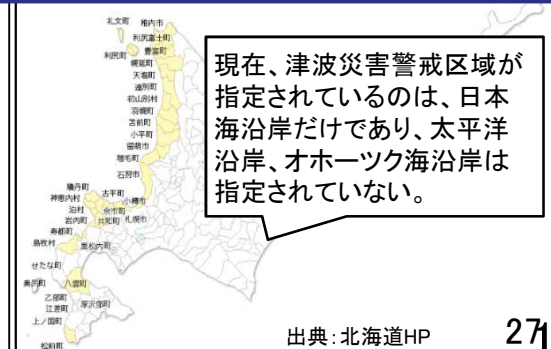 礼文町 稚内市
利尻富士町
利尻町 豊富町
幌延町
天塩町
遠別町
初山別村
羽幌町
苫前町
小平町
留萌市
増毛町
石狩市
積丹町 古平町
神恵内村 小樽市
泊村 余市町
岩内町 共和町 札幌市
寿都町
島牧村 黒松内町
せたな町
奥尻町 八雲町
乙部町
江差町 厚沢部町
上ノ国町
松前町
現在、津波災害警戒区域が
指定されているのは、日本
海沿岸だけであり、太平洋
沿岸、オホーツク海沿岸は
指定されていない。
出典：北海道HP
27